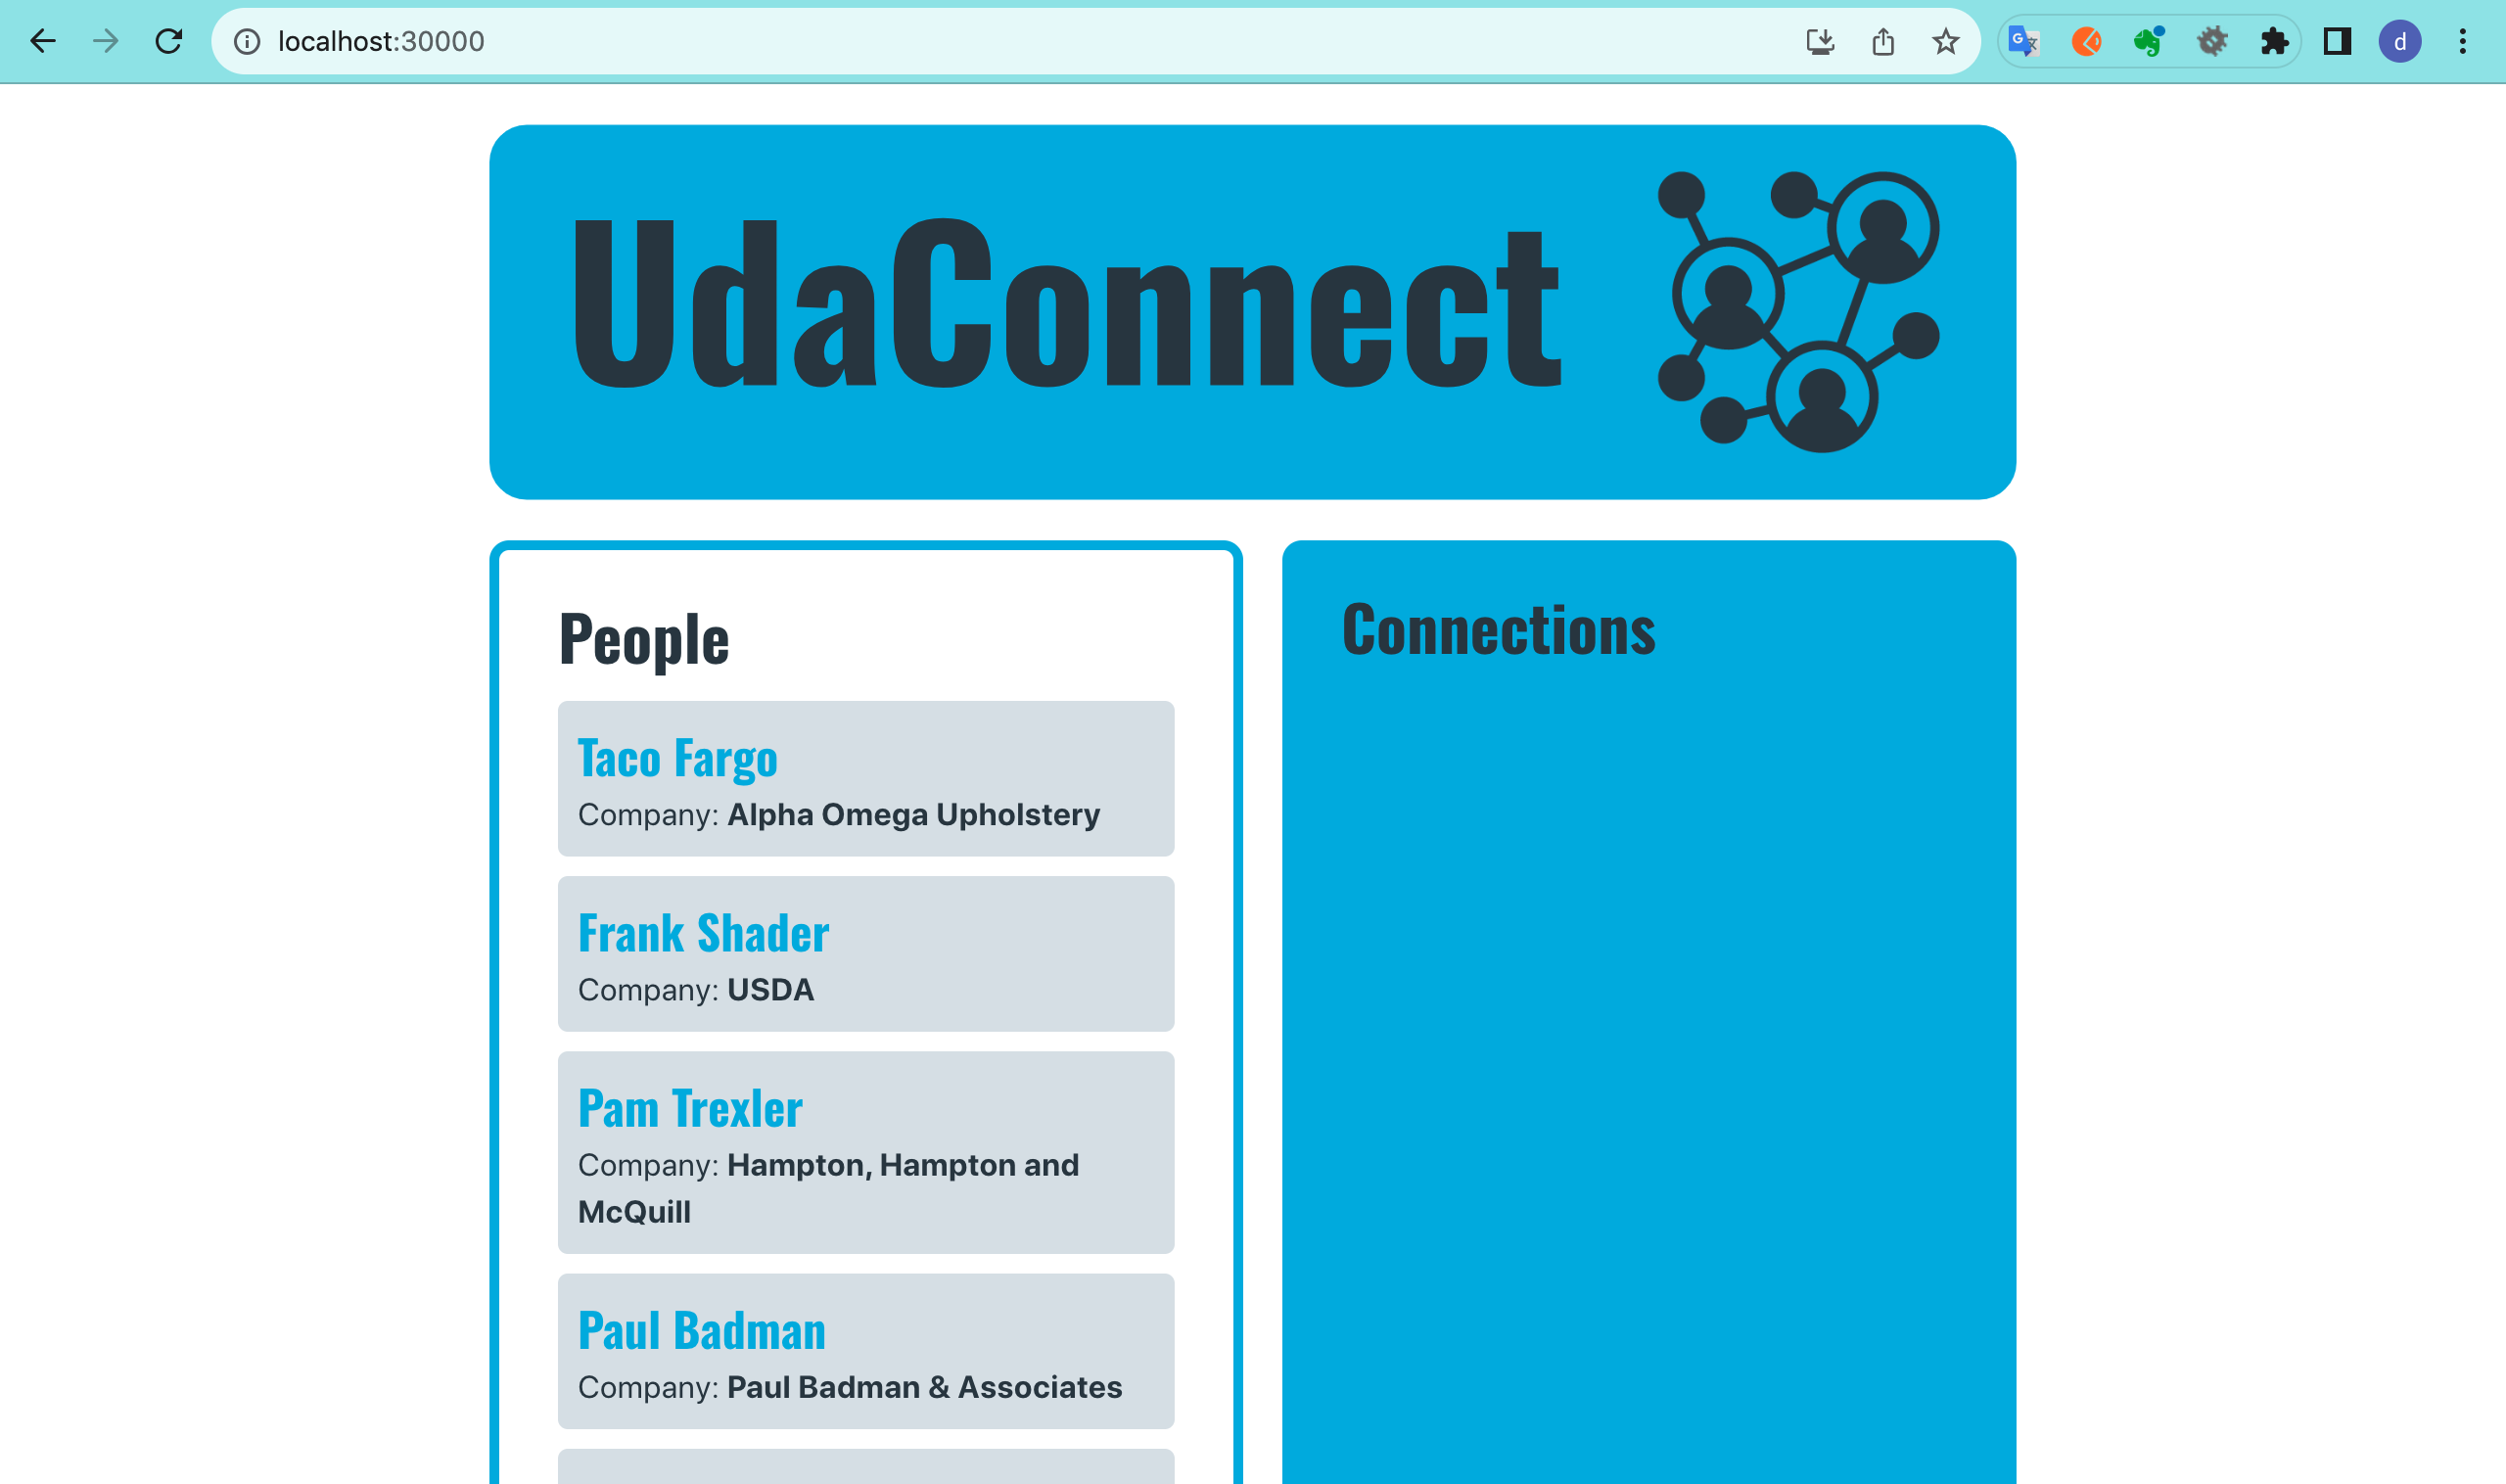 localhost:30000
d
UdaConnect
People
Taco Fargo
Company: Alpha Omega Upholstery
Frank Shader
Company: USDA
Pam Trexler
Company: Hampton, Hampton and
McQuill
Paul Badman
Company: Paul Badman & Associates
Connections